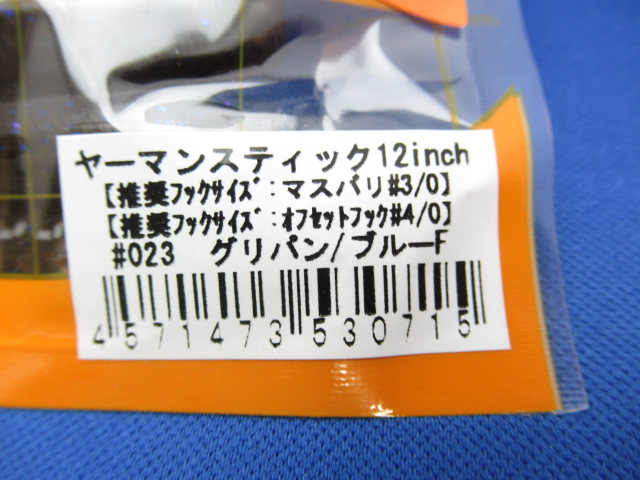 ヤーマンスティック12inch
【推奨ﾌｯｸｻｲｽﾞ:マスバリ#3/0】
【推奨ﾌｯｸｻｲｽﾞ:ｵﾌｾｯﾄﾌｯｸ#4/0】
#023 グリパン/ブルーF
4571473530715